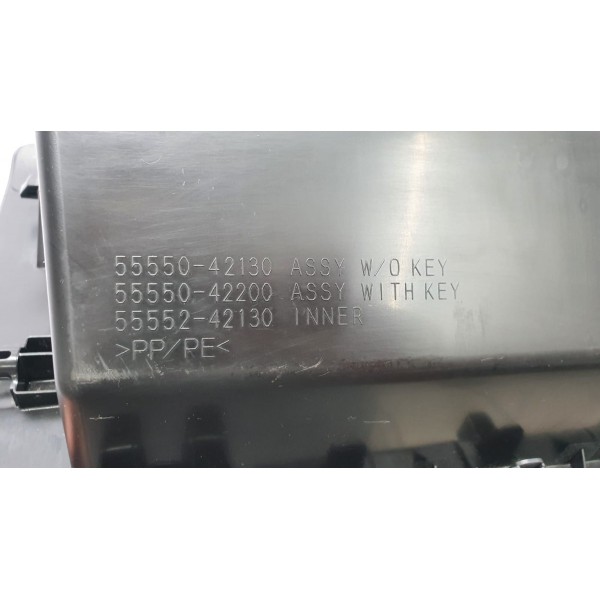 55550-42130 ASSY W/O KEY
55550-42200 ASSY WITH KEY
55552-42130 INNER
>PP/PE<